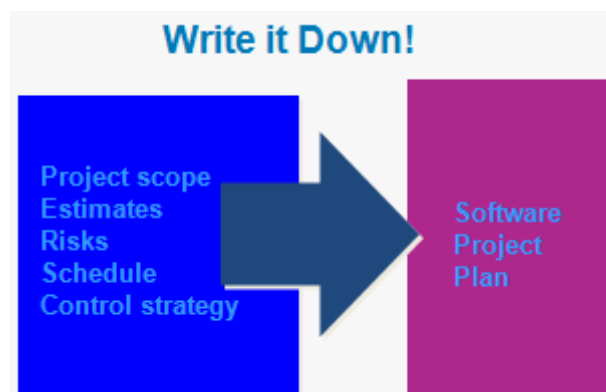 Write it Down!
Project scope
Estimates
Risks
Schedule
Control strategy
Software
Project
Plan